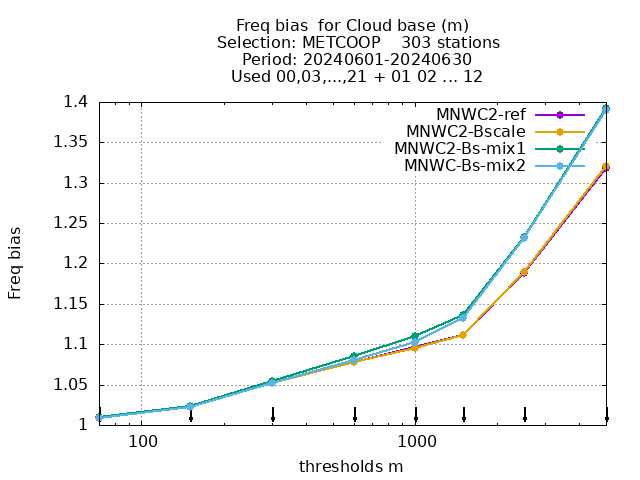 Freq bias  for Cloud base (m)
Selection: METCOOP    303 stations
Period: 20240601-20240630
Used 00,03,...,21 + 01 02 ... 12
MNWC2-ref
MNWC2-Bscale
MNWC2-Bs-mix1
MNWC-Bs-mix2
1.4
1.35
1.3
1.25
1.2
1.15
1.1
1.05
1
Freq bias
100
1000
thresholds m